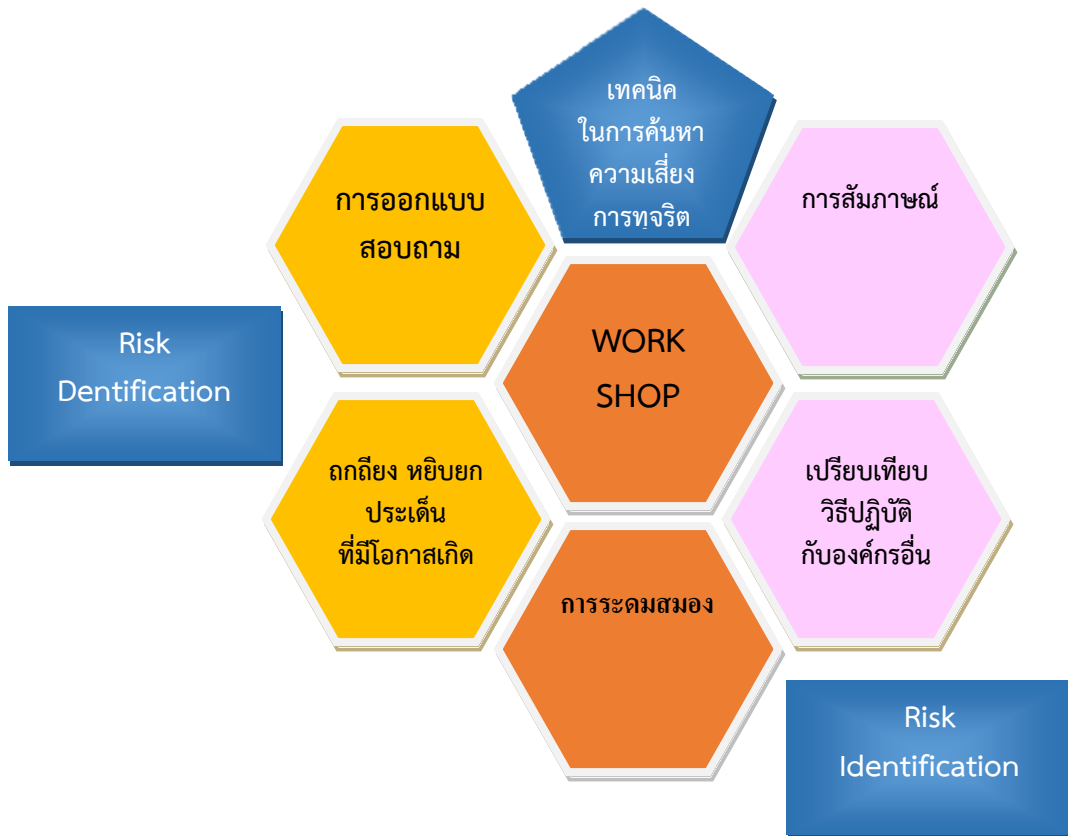 เทคนิค
ในการค้นหา
ความเสี่ยง
การทุจริต
การออกแบบ
สอบถาม
การสัมภาษณ์
WORK
SHOP
Risk
Dentification
ถกถียง หยิบยก
ประเด็น
ที่มีโอกาสเกิด
เปรียบเทียบ
วิธีปฏิบัติ
กับองค์กรอื่น
การระดมสมอง
Risk
Identification